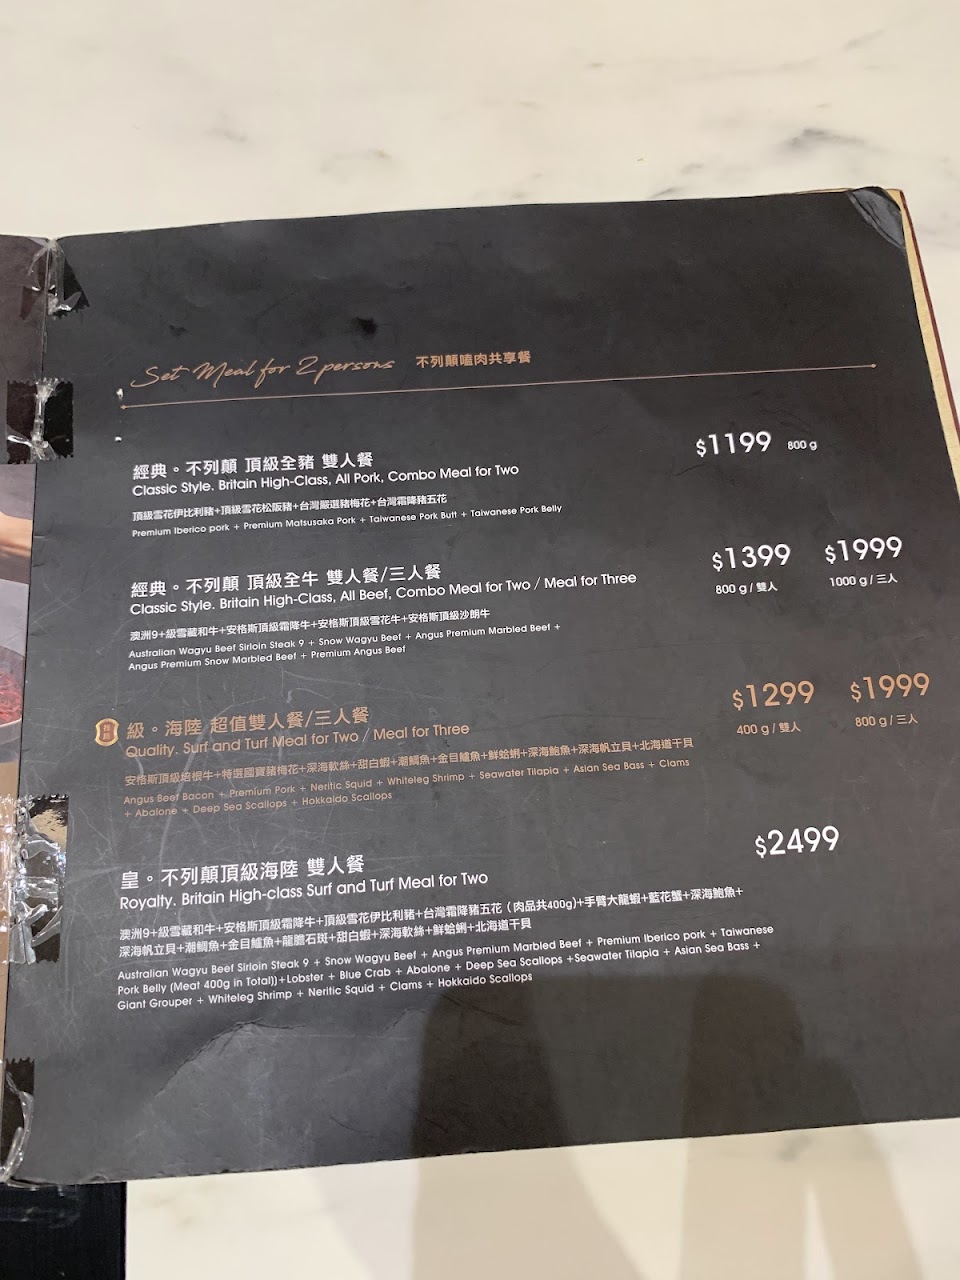 Set Meal for 2 persons 不列顛嗑肉共享餐
經典。不列顛 頂級全豬 雙人餐 $1199 800 g
Classic Style. Britain High-Class, All Pork, Combo Meal for Two
頂級雪花伊比利豬+頂級雪花松阪豬+台灣嚴選豬梅花+台灣霜降豬五花
Premium Iberico pork + Premium Matsusaka Pork + Taiwanese Pork Butt + Taiwanese Pork Belly
經典。不列顛 頂級全牛 雙人餐/三人餐 $1399 $1999
Classic Style. Britain High-Class, All Beef, Combo Meal for Two / Meal for Three 800 g / 雙人 1000 g / 三人
澳洲9+級雪藏和牛+安格斯頂級霜降牛+安格斯頂級雪花牛+安格斯頂級沙朗牛
Australian Wagyu Beef Sirloin Steak 9 + Snow Wagyu Beef + Angus Premium Marbled Beef +
Angus Premium Snow Marbled Beef + Premium Angus Beef
級。海陸 超值雙人餐/三人餐 $1299 $1999
Quality. Surf and Turf Meal for Two / Meal for Three 400 g / 雙人 800 g / 三人
安格斯頂級培根牛+特選國寶豬梅花+深海軟絲+甜白蝦+潮鯛魚+金目鱸魚+鮮蛤蜊+深海鮑魚+深海帆立貝+北海道干貝
Angus Beef Bacon + Premium Pork + Neritic Squid + Whiteleg Shrimp + Seawater Tilapia + Asian Sea Bass + Clams
+ Abalone + Deep Sea Scallops + Hokkaido Scallops
皇。不列顛頂級海陸 雙人餐 $2499
Royalty. Britain High-class Surf and Turf Meal for Two
澳洲9+級雪藏和牛+安格斯頂級霜降牛+頂級雪花伊比利豬+台灣霜降豬五花（肉品共400g)+手臂大龍蝦+藍花蟹+深海鮑魚+
深海帆立貝+潮鯛魚+金目鱸魚+龍膽石斑+甜白蝦+深海軟絲+鮮蛤蜊+北海道干貝
Australian Wagyu Beef Sirloin Steak 9 + Snow Wagyu Beef + Angus Premium Marbled Beef + Premium Iberico pork + Taiwanese
Pork Belly (Meat 400g in Total))+Lobster + Blue Crab + Abalone + Deep Sea Scallops +Seawater Tilapia + Asian Sea Bass +
Giant Grouper + Whiteleg Shrimp + Neritic Squid + Clams + Hokkaido Scallops